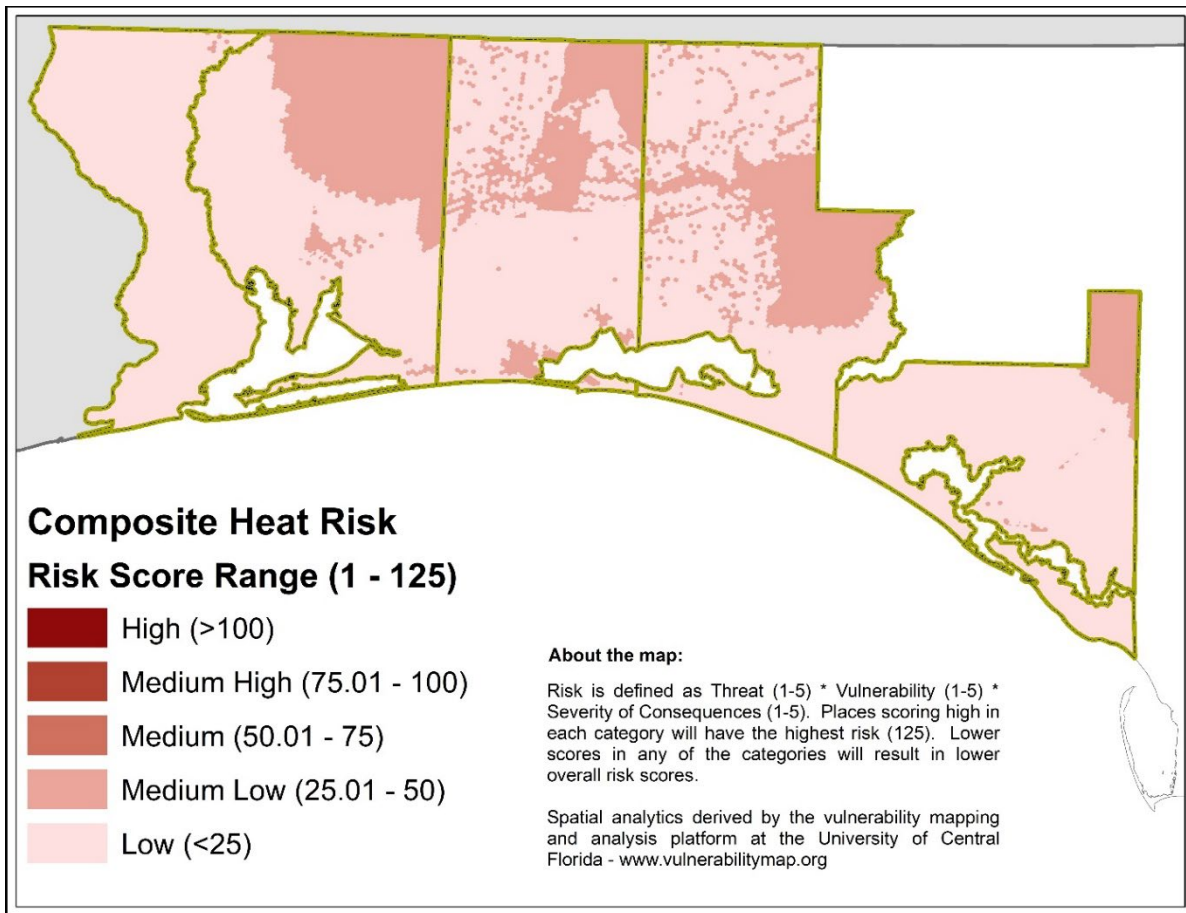 Composite Heat Risk
Risk Score Range (1 - 125)
High (>100)
Medium High (75.01 - 100)
Medium (50.01 - 75)
Medium Low (25.01 - 50)
Low (<25)
About the map:
Risk is defined as Threat (1-5) * Vulnerability (1-5) *
Severity of Consequences (1-5). Places scoring high in
each category will have the highest risk (125). Lower
scores in any of the categories will result in lower
overall risk scores.
Spatial analytics derived by the vulnerability mapping
and analysis platform at the University of Central
Florida - www.vulnerabilitymap.org